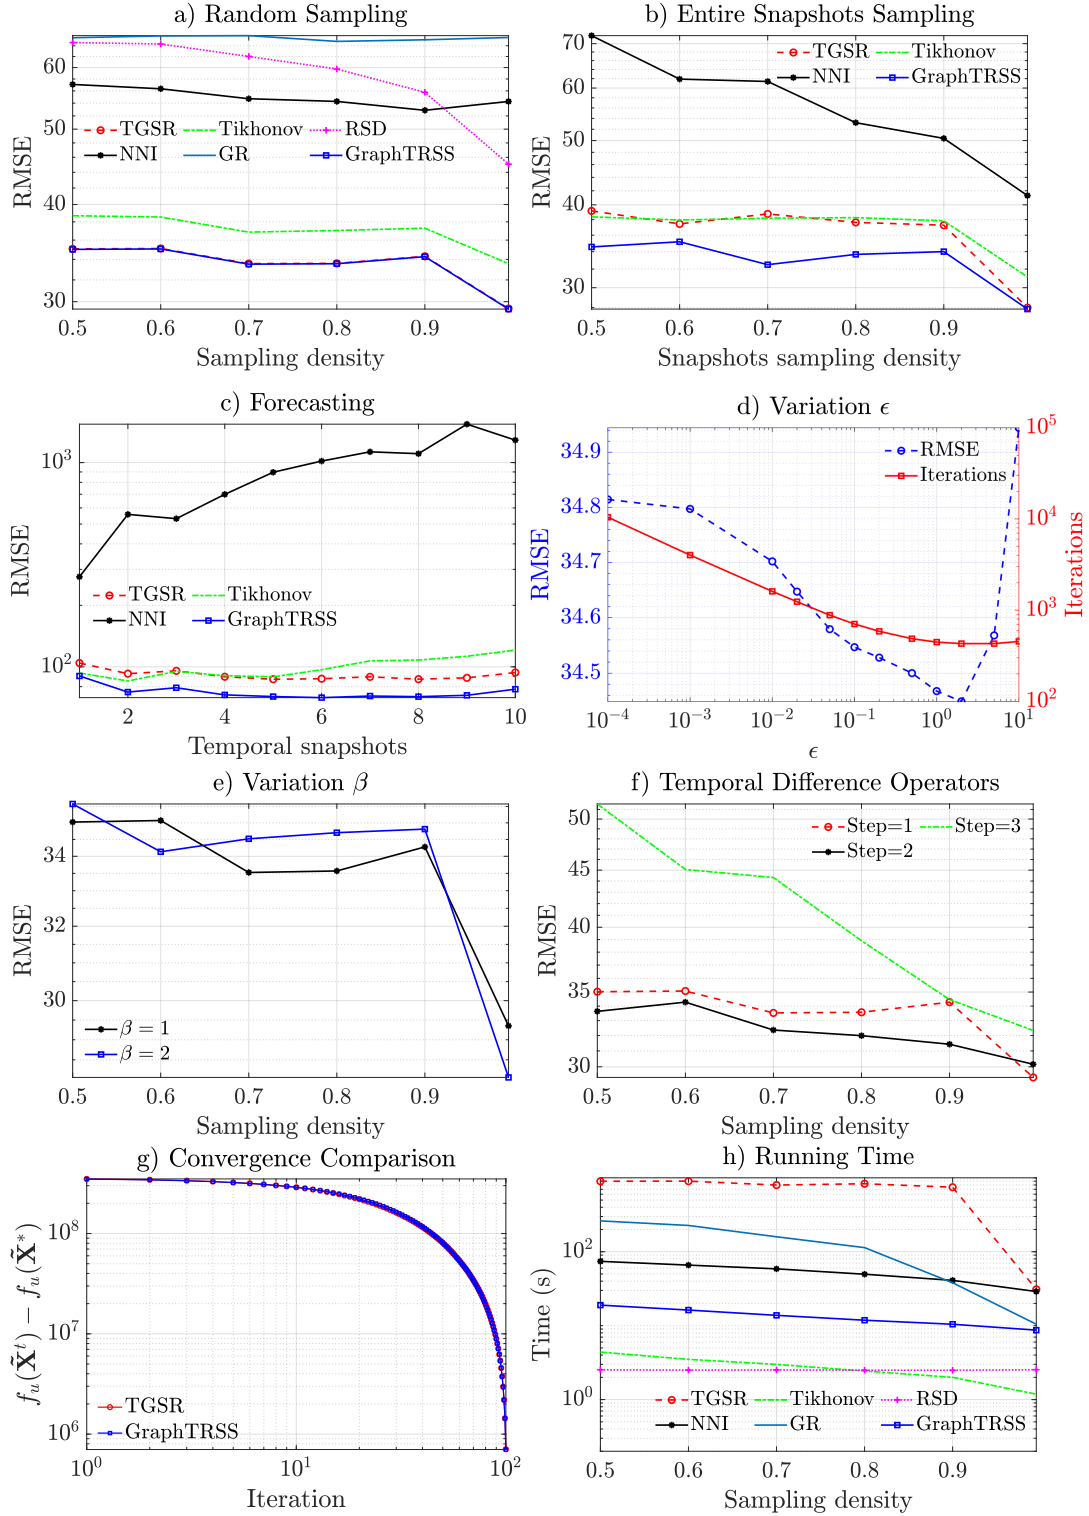 a) Random Sampling
RMSE
60
50
40
30
TGSR Tikhonov RSD
NNI GR GraphTRSS
0.5 0.6 0.7 0.8 0.9
Sampling density
b) Entire Snapshots Sampling
RMSE
70
60
50
40
30
TGSR Tikhonov
NNI GraphTRSS
0.5 0.6 0.7 0.8 0.9
Snapshots sampling density
c) Forecasting
RMSE
10³
10²
TGSR Tikhonov
NNI GraphTRSS
2 4 6 8 10
Temporal snapshots
d) Variation ϵ
RMSE
34.9
34.8
34.7
34.6
34.5
RMSE
Iterations
10⁵
10⁴
10³
10²
Iterations
10⁻⁴ 10⁻³ 10⁻² 10⁻¹ 10⁰ 10¹
ϵ
e) Variation β
RMSE
34
32
30
β = 1
β = 2
0.5 0.6 0.7 0.8 0.9
Sampling density
f) Temporal Difference Operators
RMSE
50
45
40
35
30
Step=1 Step=3
Step=2
0.5 0.6 0.7 0.8 0.9
Sampling density
g) Convergence Comparison
f_u(X̃^t) − f_u(X̃^*)
10⁸
10⁷
10⁶
TGSR
GraphTRSS
10⁰ 10¹ 10²
Iteration
h) Running Time
Time (s)
10²
10⁰
TGSR Tikhonov RSD
NNI GR GraphTRSS
0.5 0.6 0.7 0.8 0.9
Sampling density